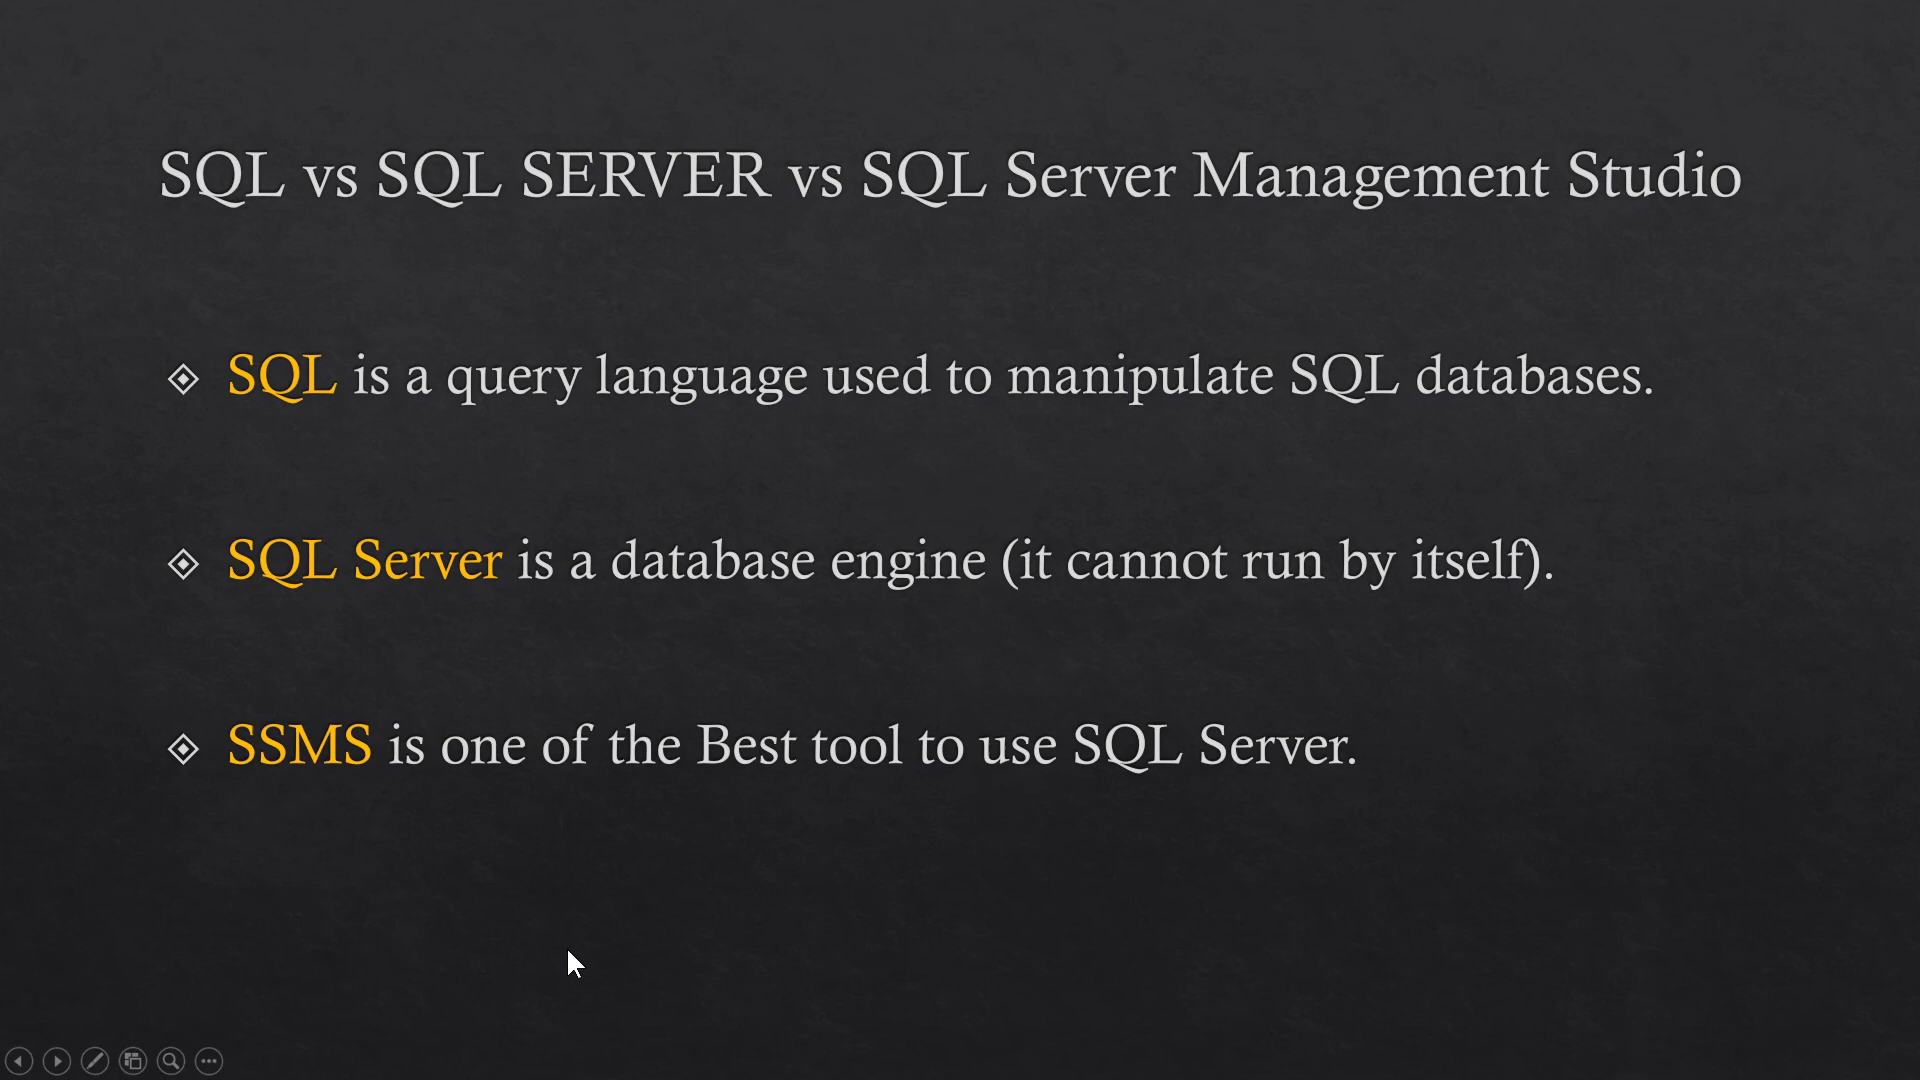 SQL vs SQL SERVER vs SQL Server Management Studio
SQL is a query language used to manipulate SQL databases.
SQL Server is a database engine (it cannot run by itself).
SSMS is one of the Best tool to use SQL Server.